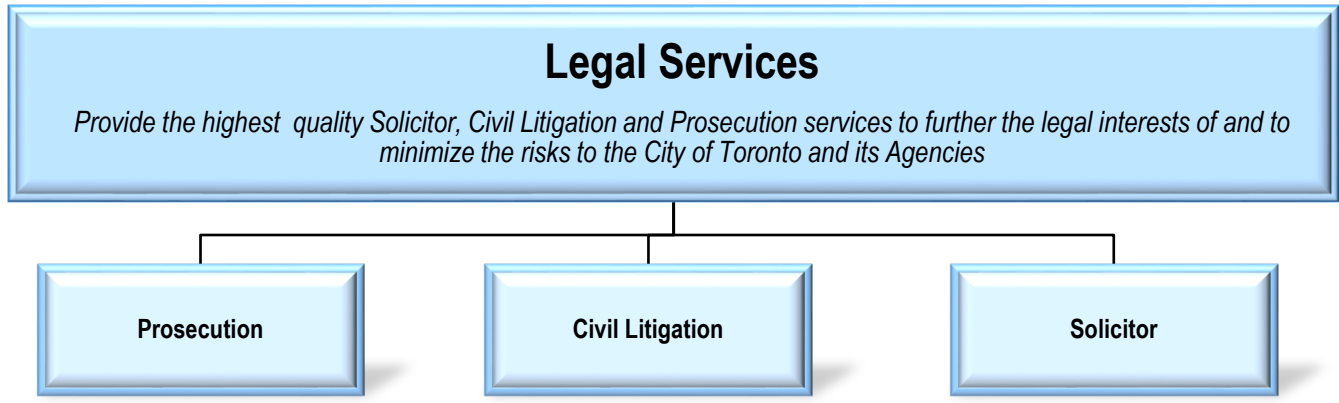 Legal Services
Provide the highest  quality Solicitor, Civil Litigation and Prosecution services to further the legal interests of and to
minimize the risks to the City of Toronto and its Agencies
Prosecution
Civil Litigation
Solicitor